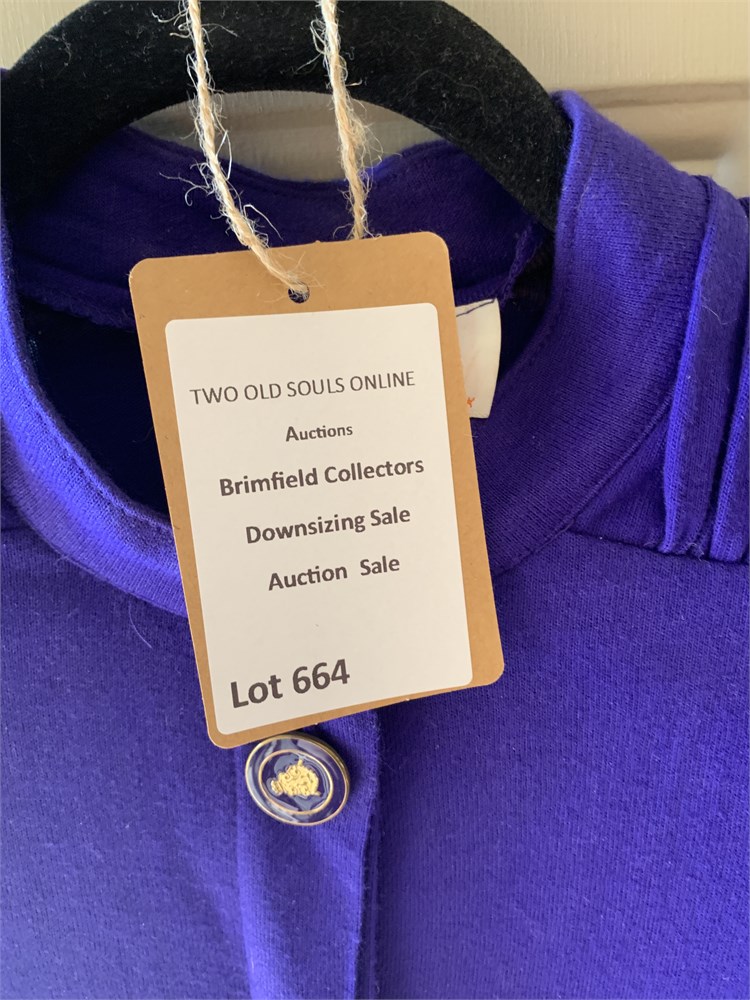 TWO OLD SOULS ONLINE
Auctions
Brimfield Collectors
Downsizing Sale
Auction Sale
Lot 664